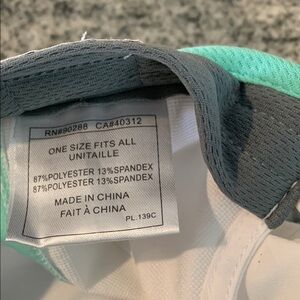 RN#90288 CA#40312
ONE SIZE FITS ALL
UNITAILLE
87%POLYESTER 13%SPANDEX
87%POLYESTER 13%SPANDEX
MADE IN CHINA
FAIT À CHINA
PL.139C